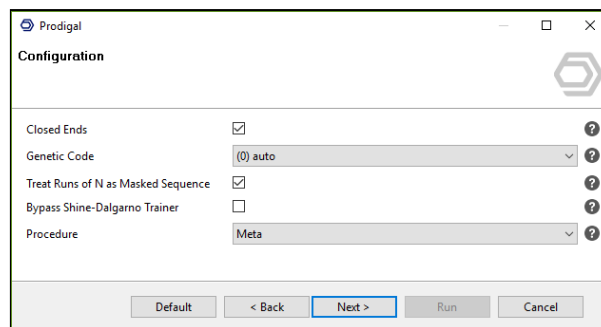 Prodigal
Configuration
Closed Ends
Genetic Code (0) auto
Treat Runs of N as Masked Sequence
Bypass Shine-Dalgarno Trainer
Procedure Meta
Default < Back Next > Run Cancel